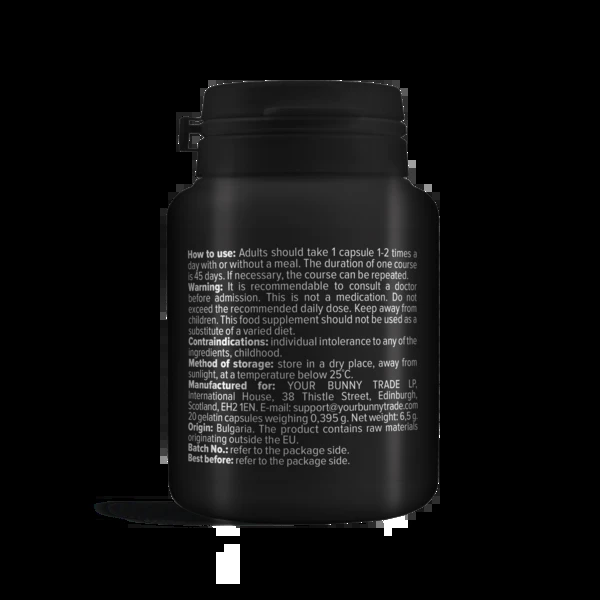 How to use: Adults should take 1 capsule 1-2 times a
day with or without a meal. The duration of one course
is 45 days. If necessary, the course can be repeated.
Warning: It is recommendable to consult a doctor
before admission. This is not a medication. Do not
exceed the recommended daily dose. Keep away from
children. This food supplement should not be used as a
substitute of a varied diet.
Contraindications: individual intolerance to any of the
ingredients, childhood.
Method of storage: store in a dry place, away from
sunlight, at a temperature below 25°C.
Manufactured for: YOUR BUNNY TRADE LP,
International House, 38 Thistle Street, Edinburgh,
Scotland, EH2 1EN. E-mail: support@yourbunnytrade.com
20 gelatin capsules weighing 0,395 g. Net weight: 6,5 g.
Origin: Bulgaria. The product contains raw materials
originating outside the EU.
Batch No.: refer to the package side.
Best before: refer to the package side.